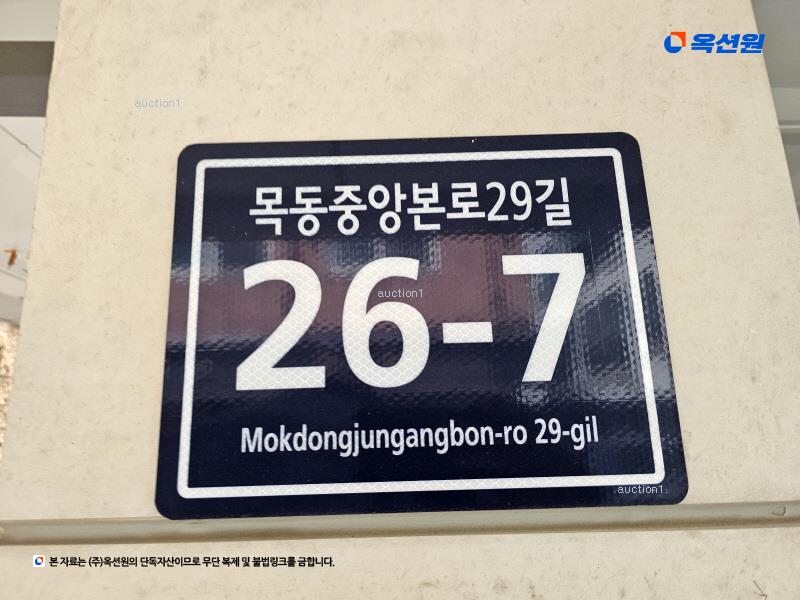 옥션원
auction1
목동중앙본로29길
26-7
auction1
Mokdongjungangbon-ro 29-gil
auction1
본 자료는 (주)옥션원의 단독자산이므로 무단 복제 및 불법링크를 금합니다.